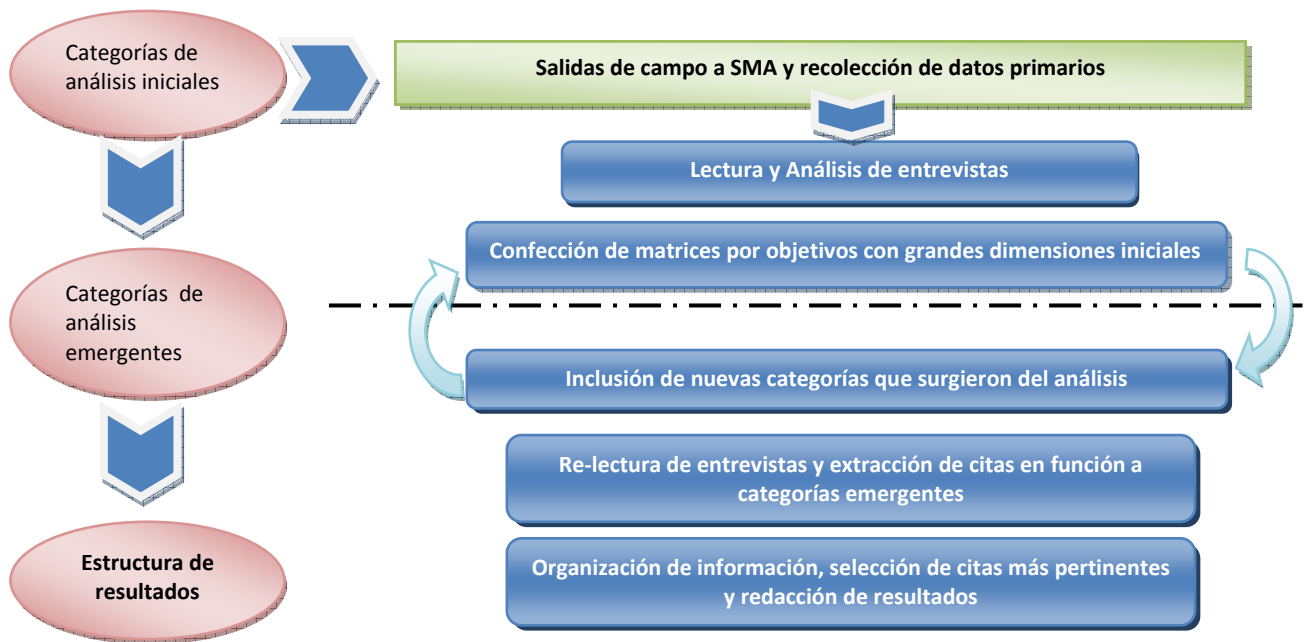 Categorías de
análisis iniciales
Salidas de campo a SMA y recolección de datos primarios
Lectura y Análisis de entrevistas
Confección de matrices por objetivos con grandes dimensiones iniciales
Categorías de
análisis
emergentes
Inclusión de nuevas categorías que surgieron del análisis
Re-lectura de entrevistas y extracción de citas en función a
categorías emergentes
Estructura de
resultados
Organización de información, selección de citas más pertinentes
y redacción de resultados